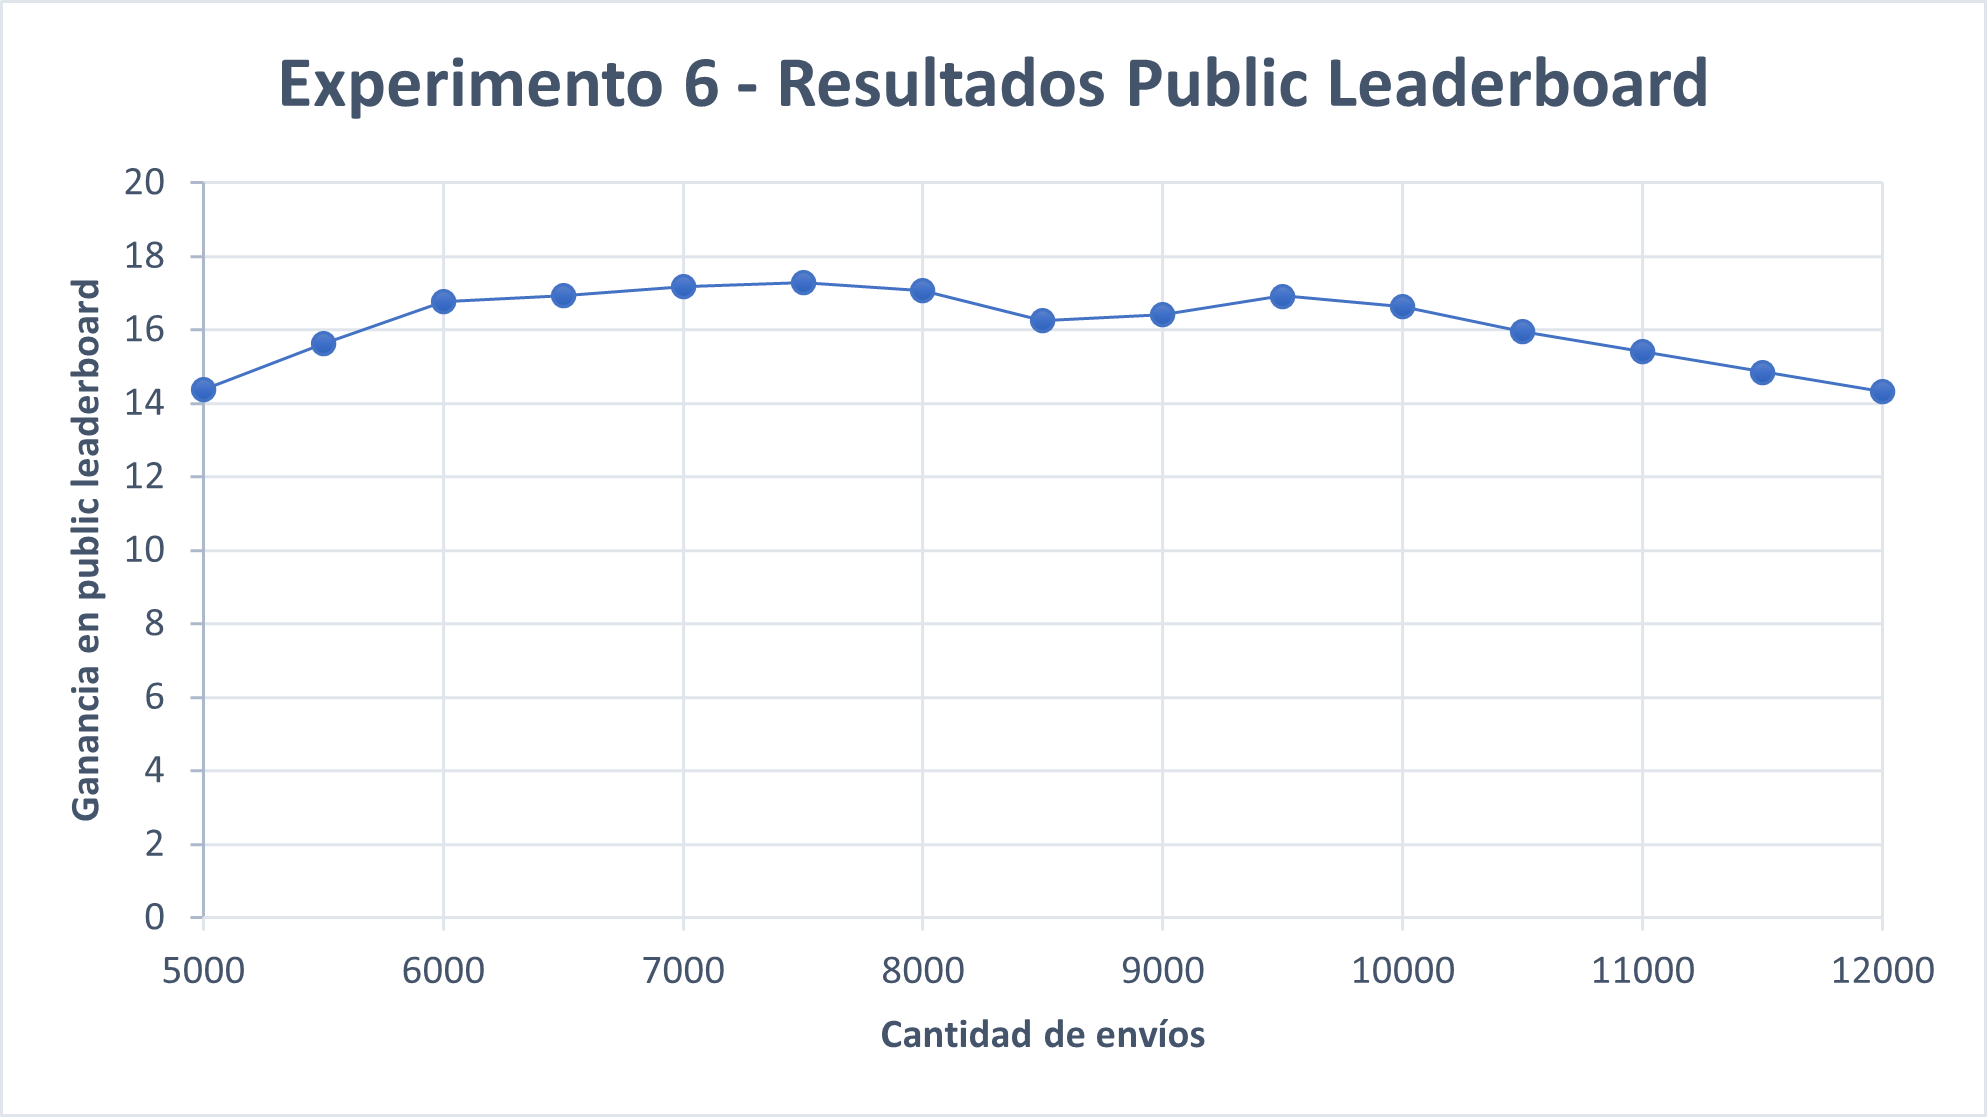 Experimento 6 - Resultados Public Leaderboard
20
18
16
14
12
10
8
6
4
2
0
Ganancia en public leaderboard
5000 6000 7000 8000 9000 10000 11000 12000
Cantidad de envíos